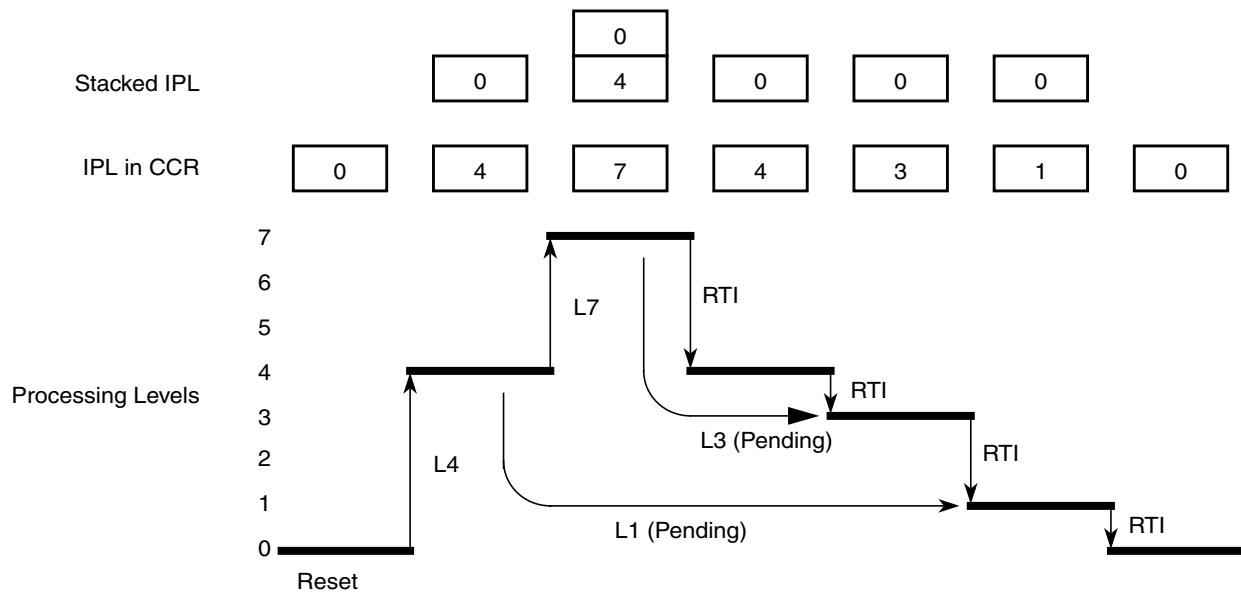 0
Stacked IPL 0 4 0 0 0
IPL in CCR 0 4 7 4 3 1 0
7
6
5
4
3
2
1
0
Processing Levels
L7
RTI
RTI
L3 (Pending)
L4
RTI
L1 (Pending)
RTI
Reset